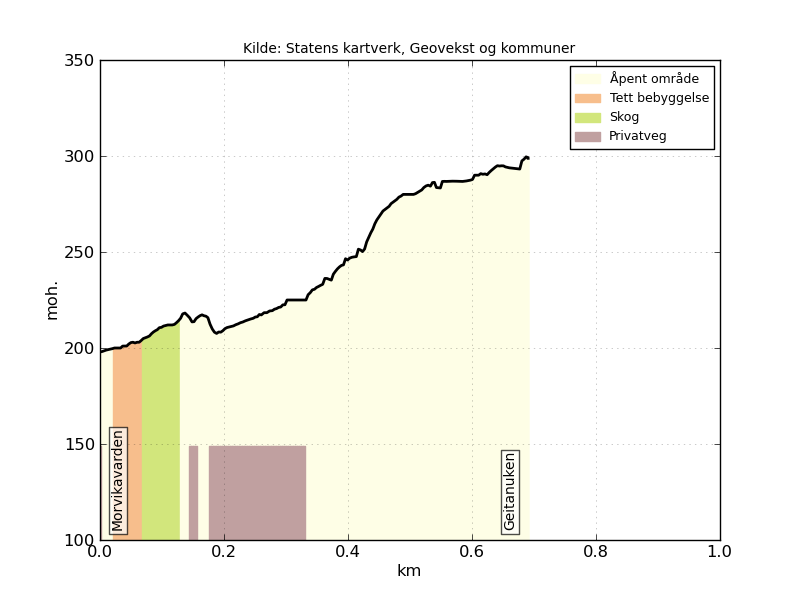 Kilde: Statens kartverk, Geovekst og kommuner
350
300
250
200
150
100
moh.
Åpent område
Tett bebyggelse
Skog
Privatveg
Morvikavarden
Geitanuken
0.0
0.2
0.4
0.6
0.8
1.0
km